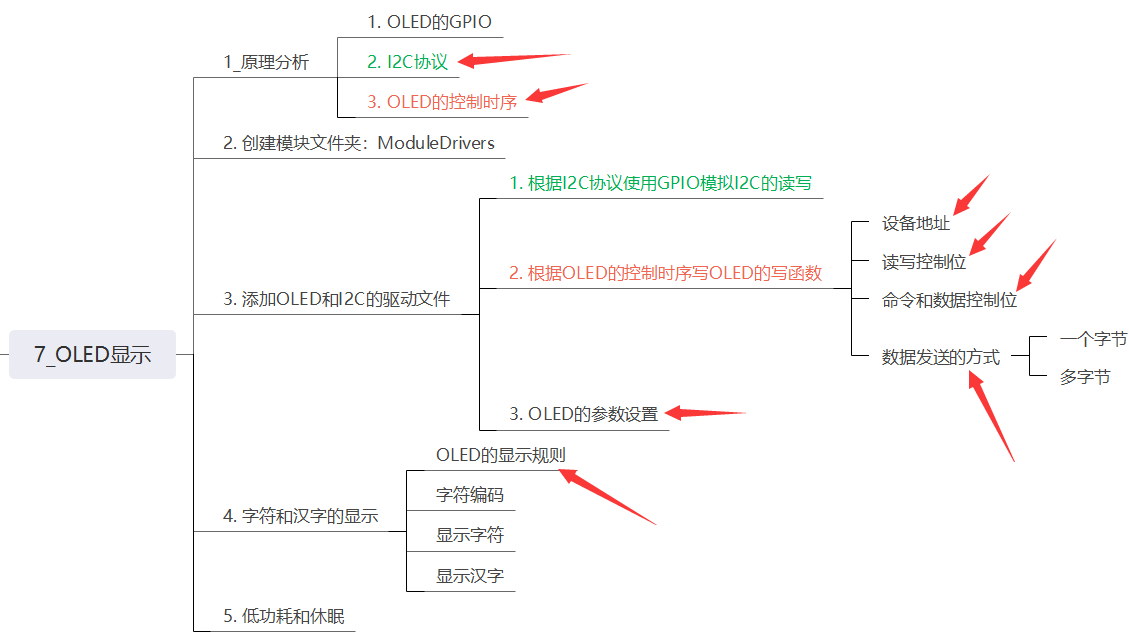 7_OLED显示
1_原理分析
1. OLED的GPIO
2. I2C协议
3. OLED的控制时序
2. 创建模块文件夹：ModuleDrivers
3. 添加OLED和I2C的驱动文件
1. 根据I2C协议使用GPIO模拟I2C的读写
2. 根据OLED的控制时序写OLED的写函数
设备地址
读写控制位
命令和数据控制位
数据发送的方式
一个字节
多字节
3. OLED的参数设置
4. 字符和汉字的显示
OLED的显示规则
字符编码
显示字符
显示汉字
5. 低功耗和休眠